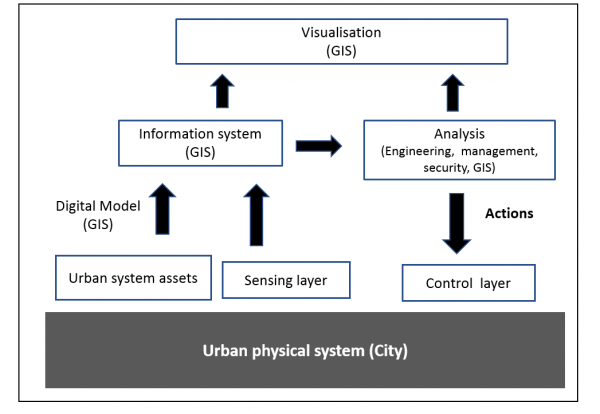 Visualisation
(GIS)
Information system
(GIS)
Analysis
(Engineering, management,
security, GIS)
Digital Model
(GIS)
Actions
Urban system assets
Sensing layer
Control layer
Urban physical system (City)